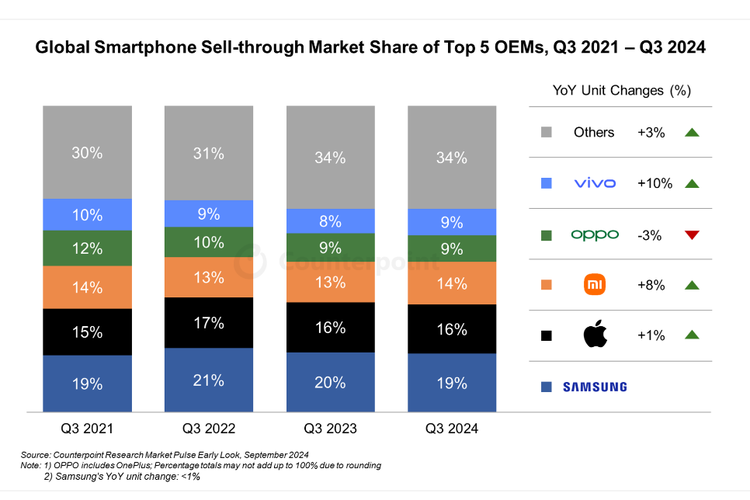 Global Smartphone Sell-through Market Share of Top 5 OEMs, Q3 2021 – Q3 2024
YoY Unit Changes (%)
30%
31%
34%
34%
Others +3%
10%
9%
8%
9%
vivo +10%
12%
10%
9%
9%
oppo -3%
Counterpoint
14%
13%
13%
14%
mi +8%
15%
17%
16%
16%
+1%
19%
21%
20%
19%
SAMSUNG
Q3 2021
Q3 2022
Q3 2023
Q3 2024
Source: Counterpoint Research Market Pulse Early Look, September 2024
Note: 1) OPPO includes OnePlus; Percentage totals may not add up to 100% due to rounding
2) Samsung's YoY unit change: <1%